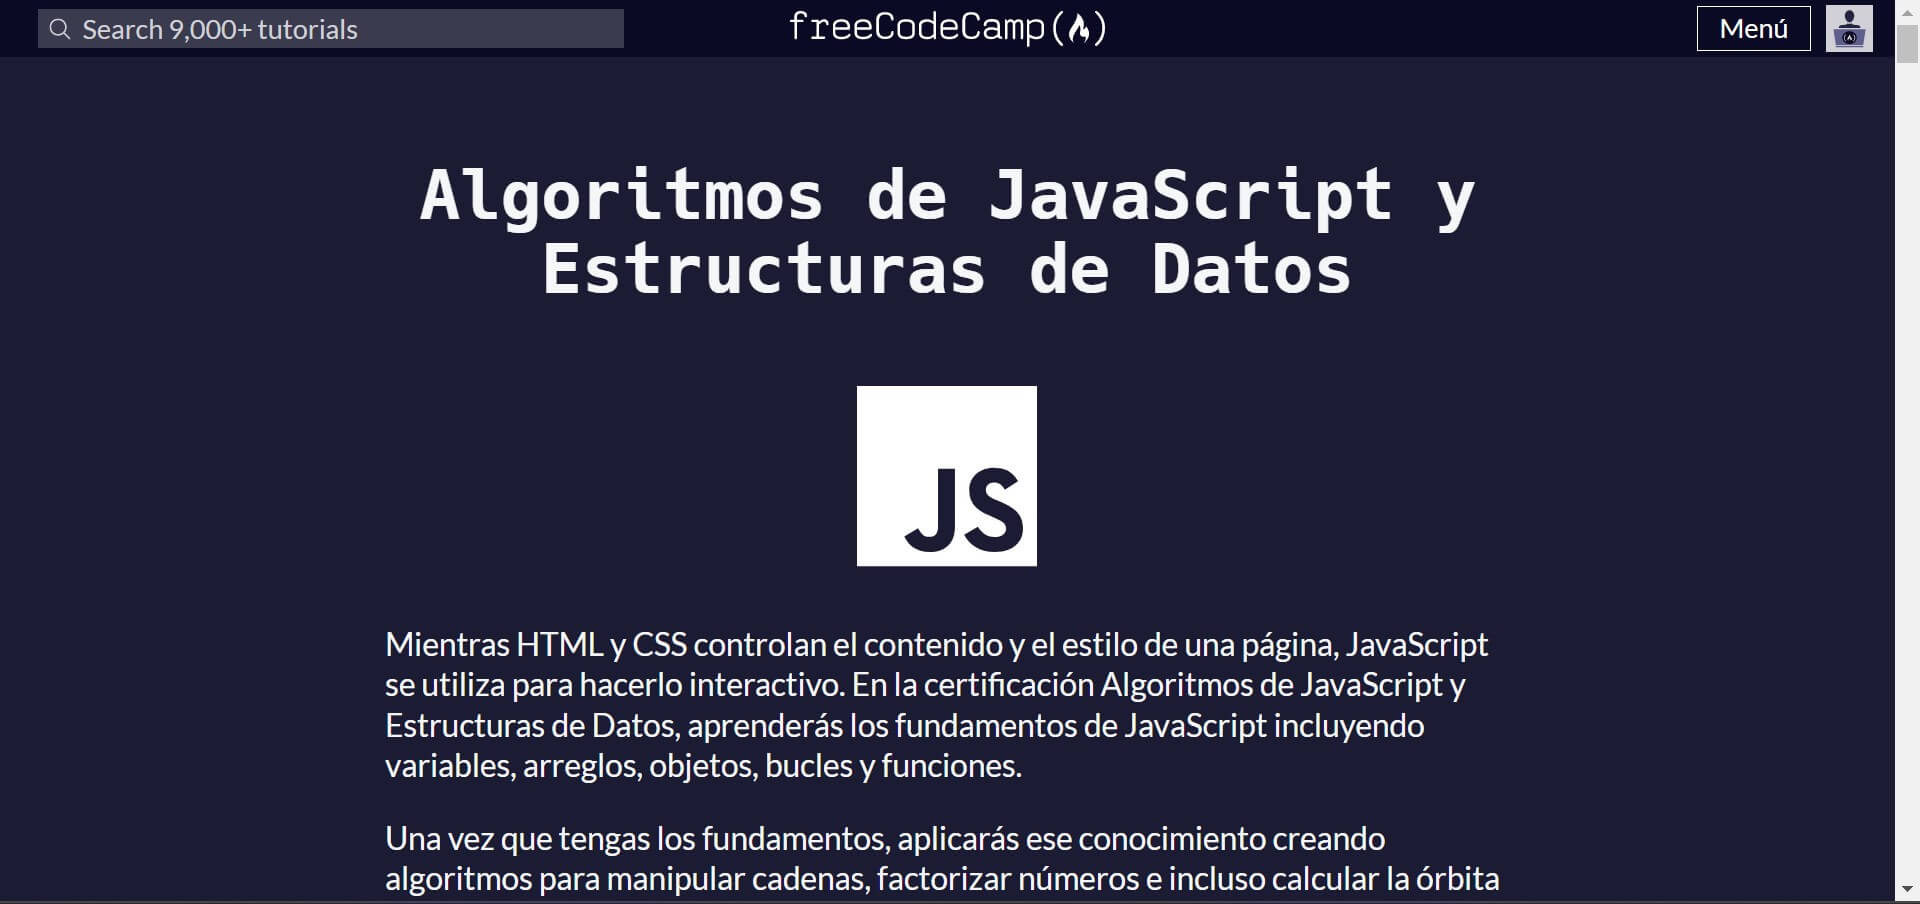 Search 9,000+ tutorials
freeCodeCamp(
)
Menú
Algoritmos de JavaScript y
Estructuras de Datos
JS
Mientras HTML y CSS controlan el contenido y el estilo de una página, JavaScript
se utiliza para hacerlo interactivo. En la certificación Algoritmos de JavaScript y
Estructuras de Datos, aprenderás los fundamentos de JavaScript incluyendo
variables, arreglos, objetos, bucles y funciones.
Una vez que tengas los fundamentos, aplicarás ese conocimiento creando
algoritmos para manipular cadenas, factorizar números e incluso calcular la órbita